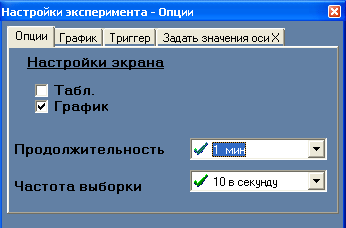 Настройки эксперимента - Опции
Опции График Триггер Задать значения оси X
Настройки экрана
Табл.
График
Продолжительность 1 мин
Частота выборки 10 в секунду